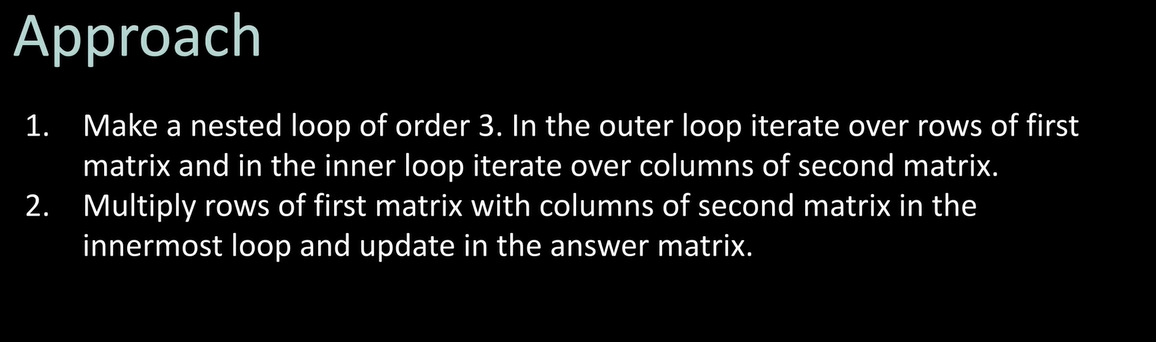 Approach
1. Make a nested loop of order 3. In the outer loop iterate over rows of first
matrix and in the inner loop iterate over columns of second matrix.
2. Multiply rows of first matrix with columns of second matrix in the
innermost loop and update in the answer matrix.